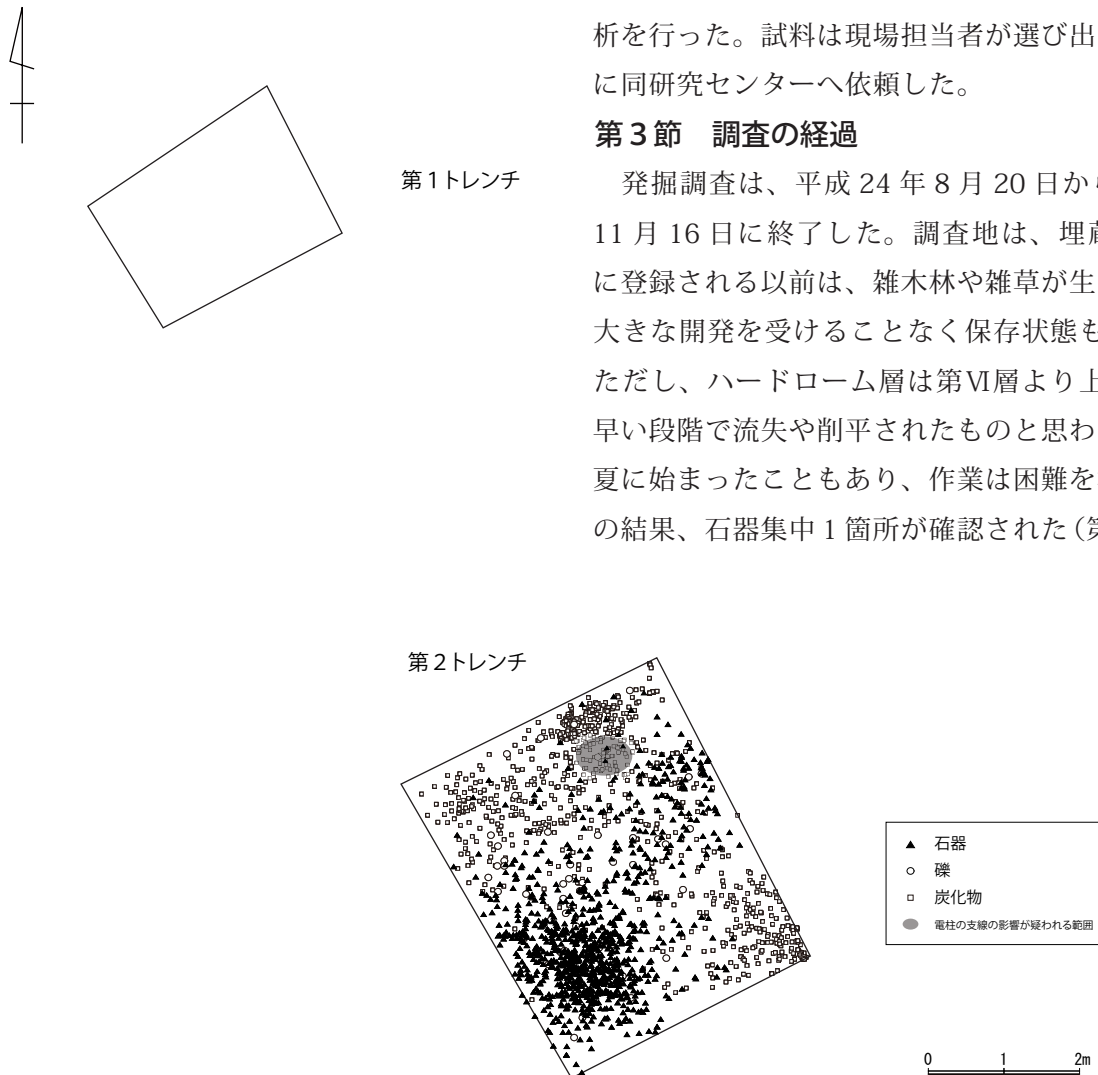 析を行った。試料は現場担当者が選び出
に同研究センターへ依頼した。
第3節　調査の経過
発掘調査は、平成 24 年 8 月 20 日か
11 月 16 日に終了した。調査地は、埋
に登録される以前は、雑木林や雑草が生
大きな開発を受けることなく保存状態も
ただし、ハードローム層は第Ⅵ層より上
早い段階で流失や削平されたものと思わ
夏に始まったこともあり、作業は困難を
の結果、石器集中 1 箇所が確認された（第
第1トレンチ
第2トレンチ
石器
礫
炭化物
電柱の支線の影響が疑われる範囲
0 1 2m